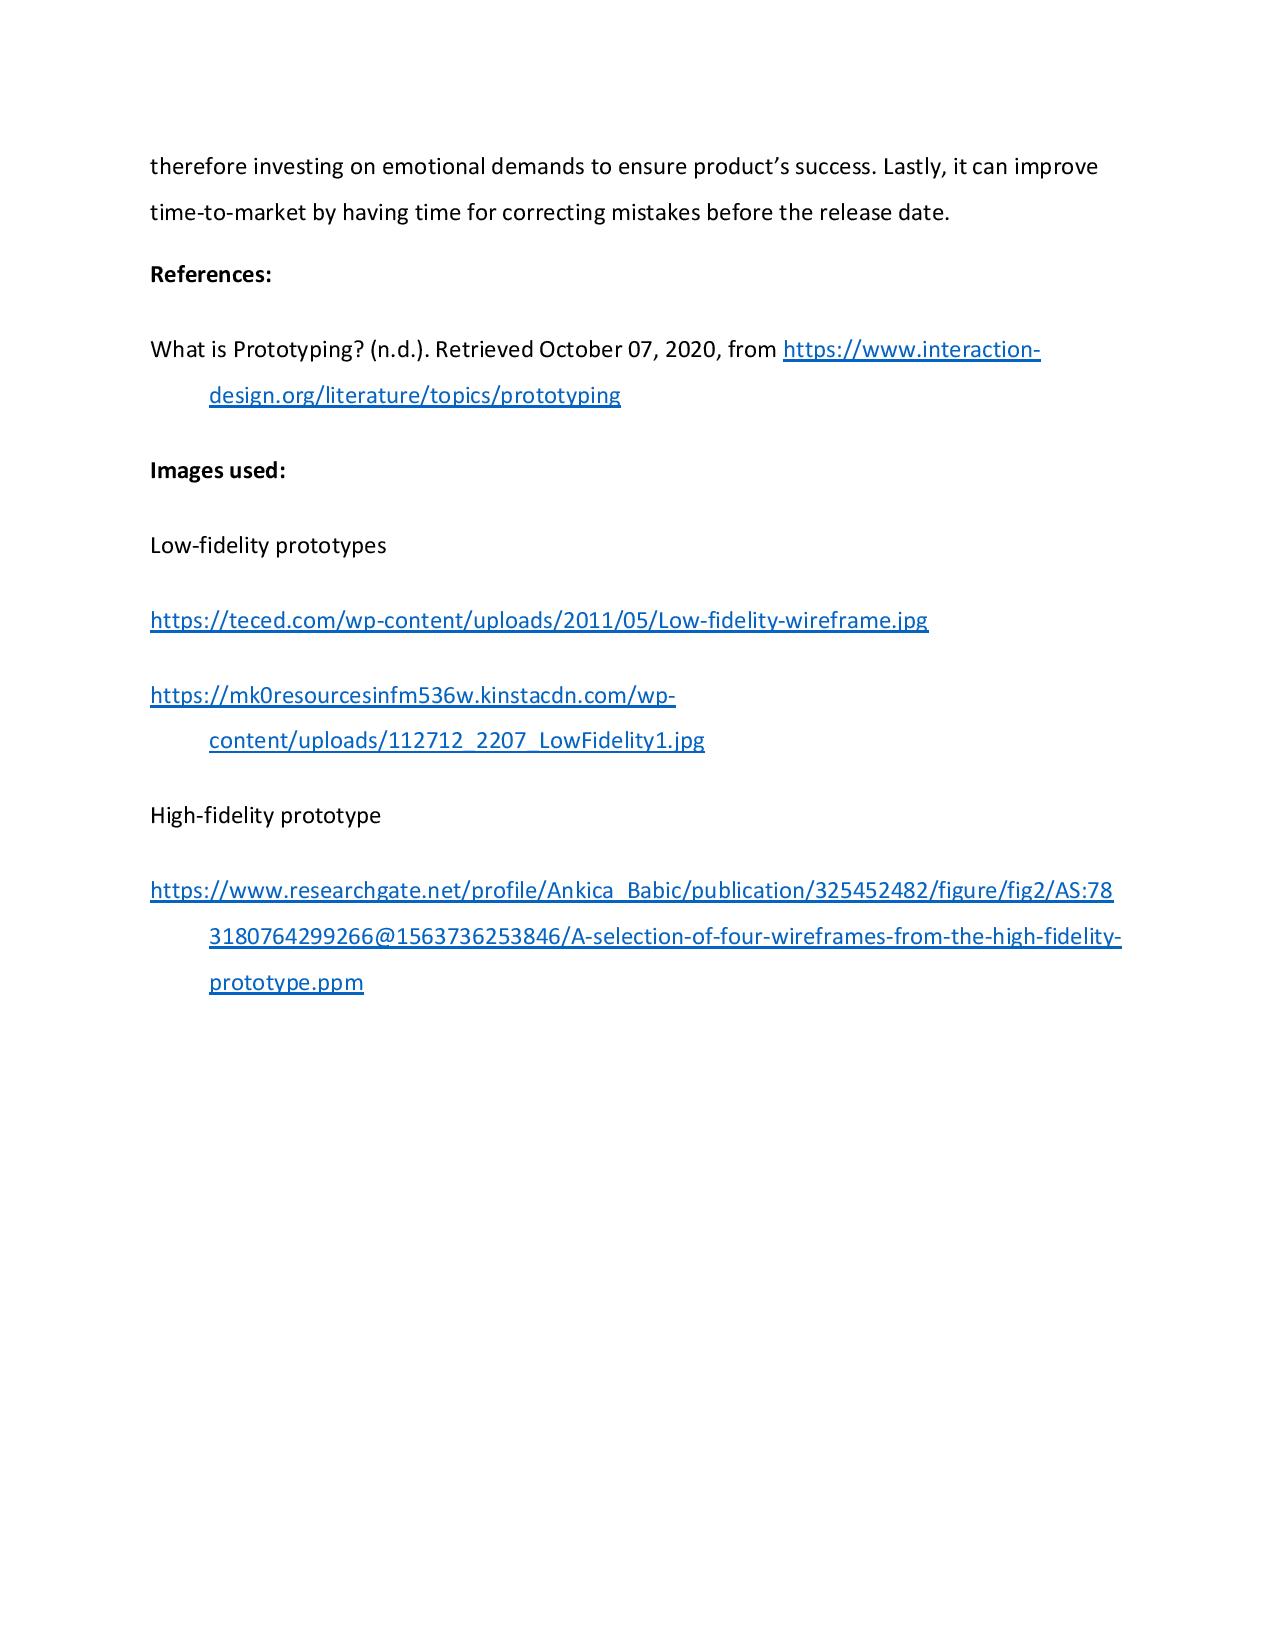 therefore investing on emotional demands to ensure product’s success. Lastly, it can improve
time-to-market by having time for correcting mistakes before the release date.
References:
What is Prototyping? (n.d.). Retrieved October 07, 2020, from https://www.interaction-
design.org/literature/topics/prototyping
Images used:
Low-fidelity prototypes
https://teced.com/wp-content/uploads/2011/05/Low-fidelity-wireframe.jpg
https://mk0resourcesinfm536w.kinstacdn.com/wp-
content/uploads/112712_2207_LowFidelity1.jpg
High-fidelity prototype
https://www.researchgate.net/profile/Ankica_Babic/publication/325452482/figure/fig2/AS:78
3180764299266@1563736253846/A-selection-of-four-wireframes-from-the-high-fidelity-
prototype.ppm